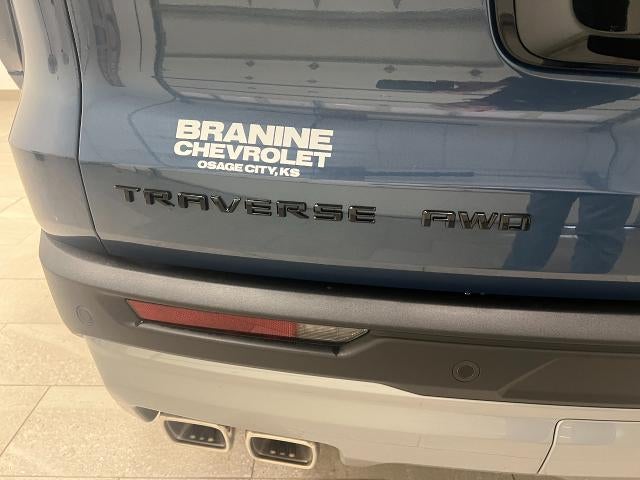 BRANINE
CHEVROLET
OSAGE CITY, KS
TRAVERSE AWD